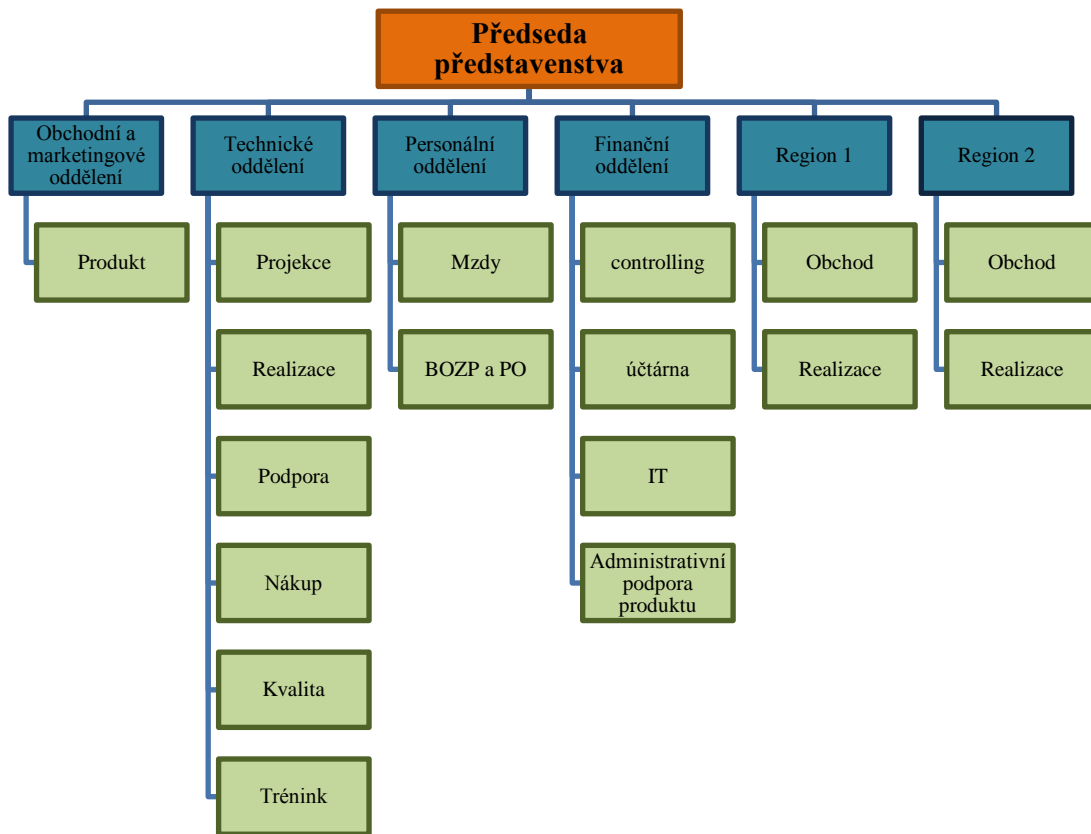 Předseda
představenstva
Obchodní a
marketingové
oddělení
Technické
oddělení
Personální
oddělení
Finanční
oddělení
Region 1
Region 2
Produkt
Projekce
Mzdy
controlling
Obchod
Obchod
Realizace
BOZP a PO
účtárna
Realizace
Realizace
Podpora
IT
Nákup
Administrativní
podpora
produktu
Kvalita
Trénink